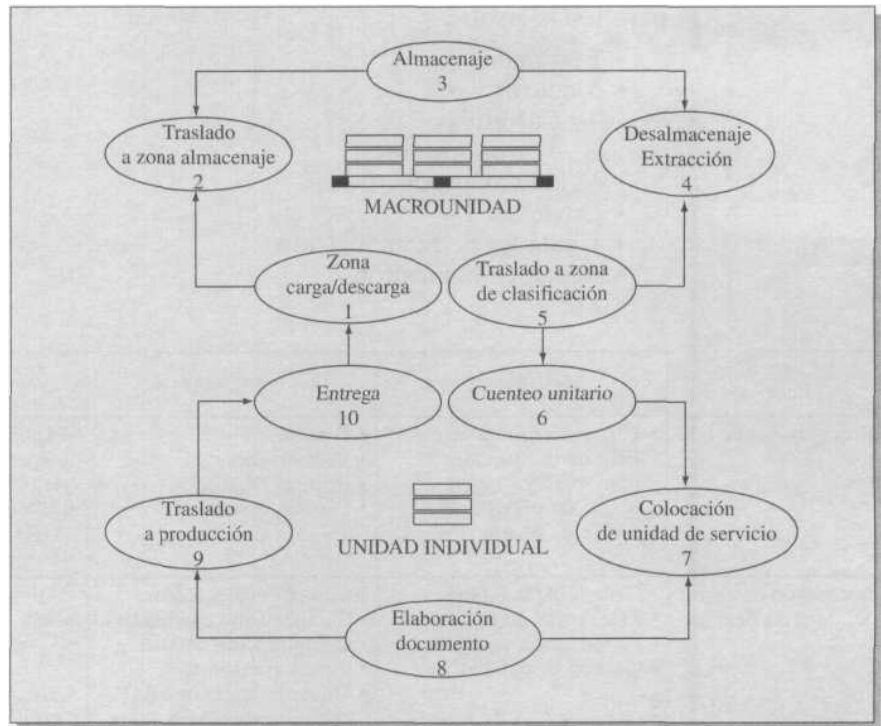 Almacenaje
3
Traslado
a zona almacenaje
2
Desalmacenaje
Extracción
4
MACROUNIDAD
Zona
carga/descarga
1
Traslado a zona
de clasificación
5
Entrega
10
Cuenteo unitario
6
Traslado
a producción
9
UNIDAD INDIVIDUAL
Colocación
de unidad de servicio
7
Elaboración
documento
8